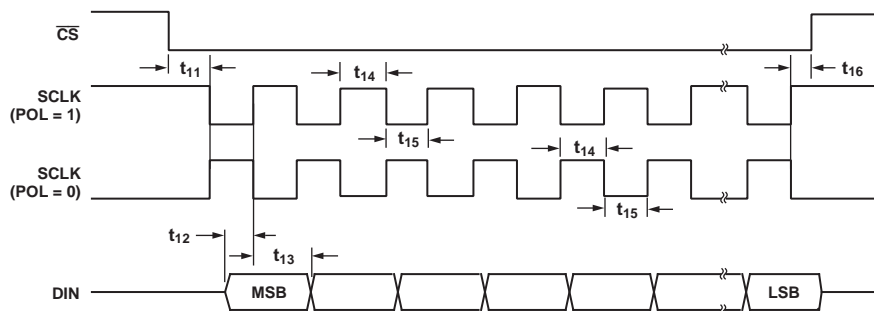 CS
t11
t14
t16
SCLK
(POL = 1)
t15
t14
SCLK
(POL = 0)
t15
t12
t13
DIN
MSB
LSB